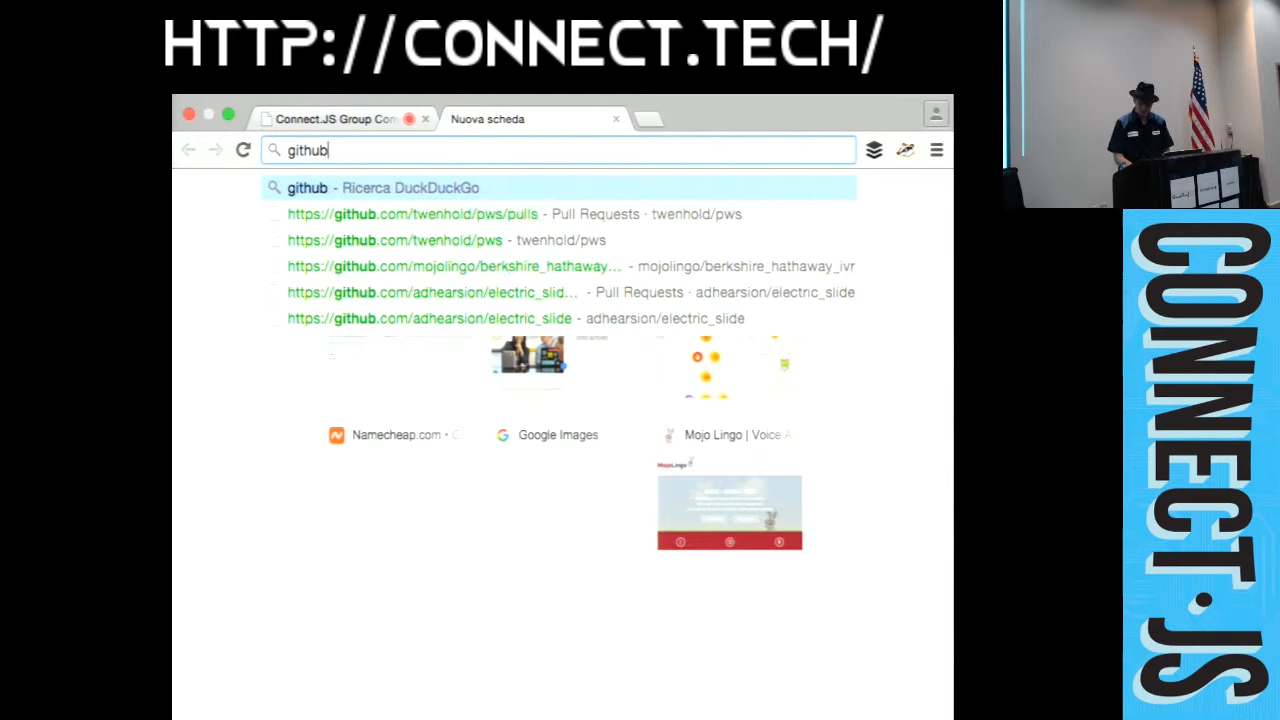 HTTP://CONNECT.TECH/
Connect.JS Group Con
Nuova scheda
github
github - Ricerca DuckDuckGo
https://github.com/twenhold/pws/pulls - Pull Requests · twenhold/pws
https://github.com/twenhold/pws - twenhold/pws
https://github.com/mojolingo/berkshire_hathaway... - mojolingo/berkshire_hathaway_ivr
https://github.com/adhearsion/electric_slid... - Pull Requests · adhearsion/electric_slide
https://github.com/adhearsion/electric_slide - adhearsion/electric_slide
Namecheap.com • C
Google Images
Mojo Lingo | Voice A
MojoLingo
CONNECT.JS